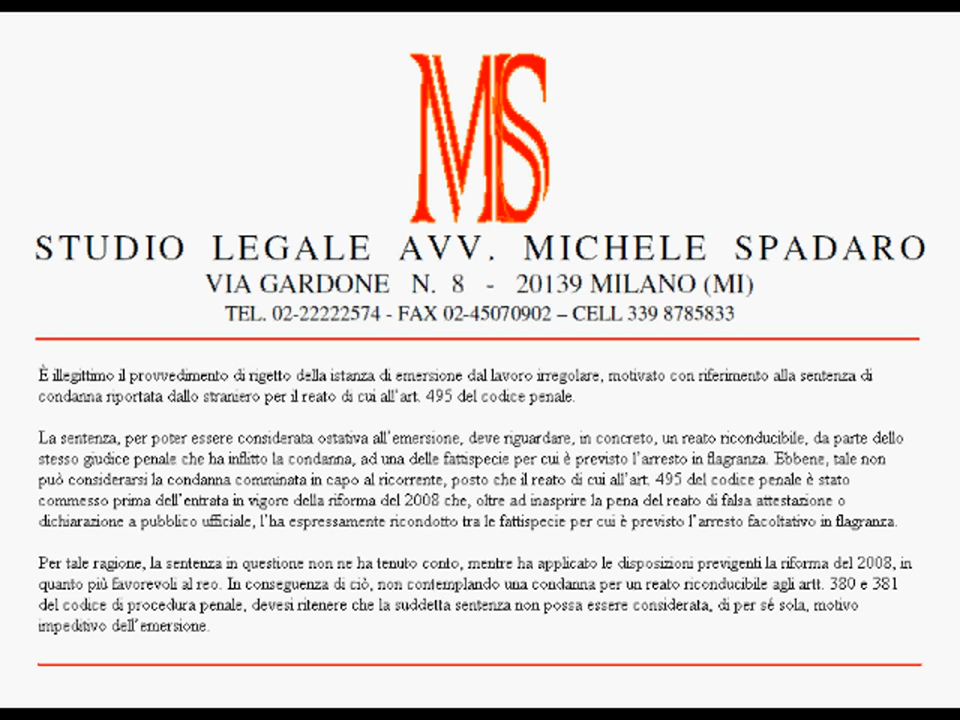 MS
STUDIO LEGALE AVV. MICHELE SPADARO
VIA GARDONE N. 8 - 20139 MILANO (MI)
TEL. 02-22222574 - FAX 02-45070902 – CELL 339 8785833
È illegittimo il provvedimento di rigetto della istanza di emersione dal lavoro irregolare, motivato con riferimento alla sentenza di
condanna riportata dallo straniero per il reato di cui all'art. 495 del codice penale.
La sentenza, per poter essere considerata ostativa all'emersione, deve riguardare, in concreto, un reato riconducibile, da parte dello
stesso giudice penale che ha inflitto la condanna, ad una delle fattispecie per cui è previsto l'arresto in flagranza. Ebbene, tale non
può considerarsi la condanna comminata in capo al ricorrente, posto che il reato di cui all'art. 495 del codice penale è stato
commesso prima dell'entrata in vigore della riforma del 2008 che, oltre ad inasprire la pena del reato di falsa attestazione o
dichiarazione a pubblico ufficiale, l'ha espressamente ricondotto tra le fattispecie per cui è previsto l'arresto facoltativo in flagranza.
Per tale ragione, la sentenza in questione non ne ha tenuto conto, mentre ha applicato le disposizioni previgenti la riforma del 2008, in
quanto più favorevoli al reo. In conseguenza di ciò, non contemplando una condanna per un reato riconducibile agli artt. 380 e 381
del codice di procedura penale, devesi ritenere che la suddetta sentenza non possa essere considerata, di per sé sola, motivo
impeditivo dell'emersione.